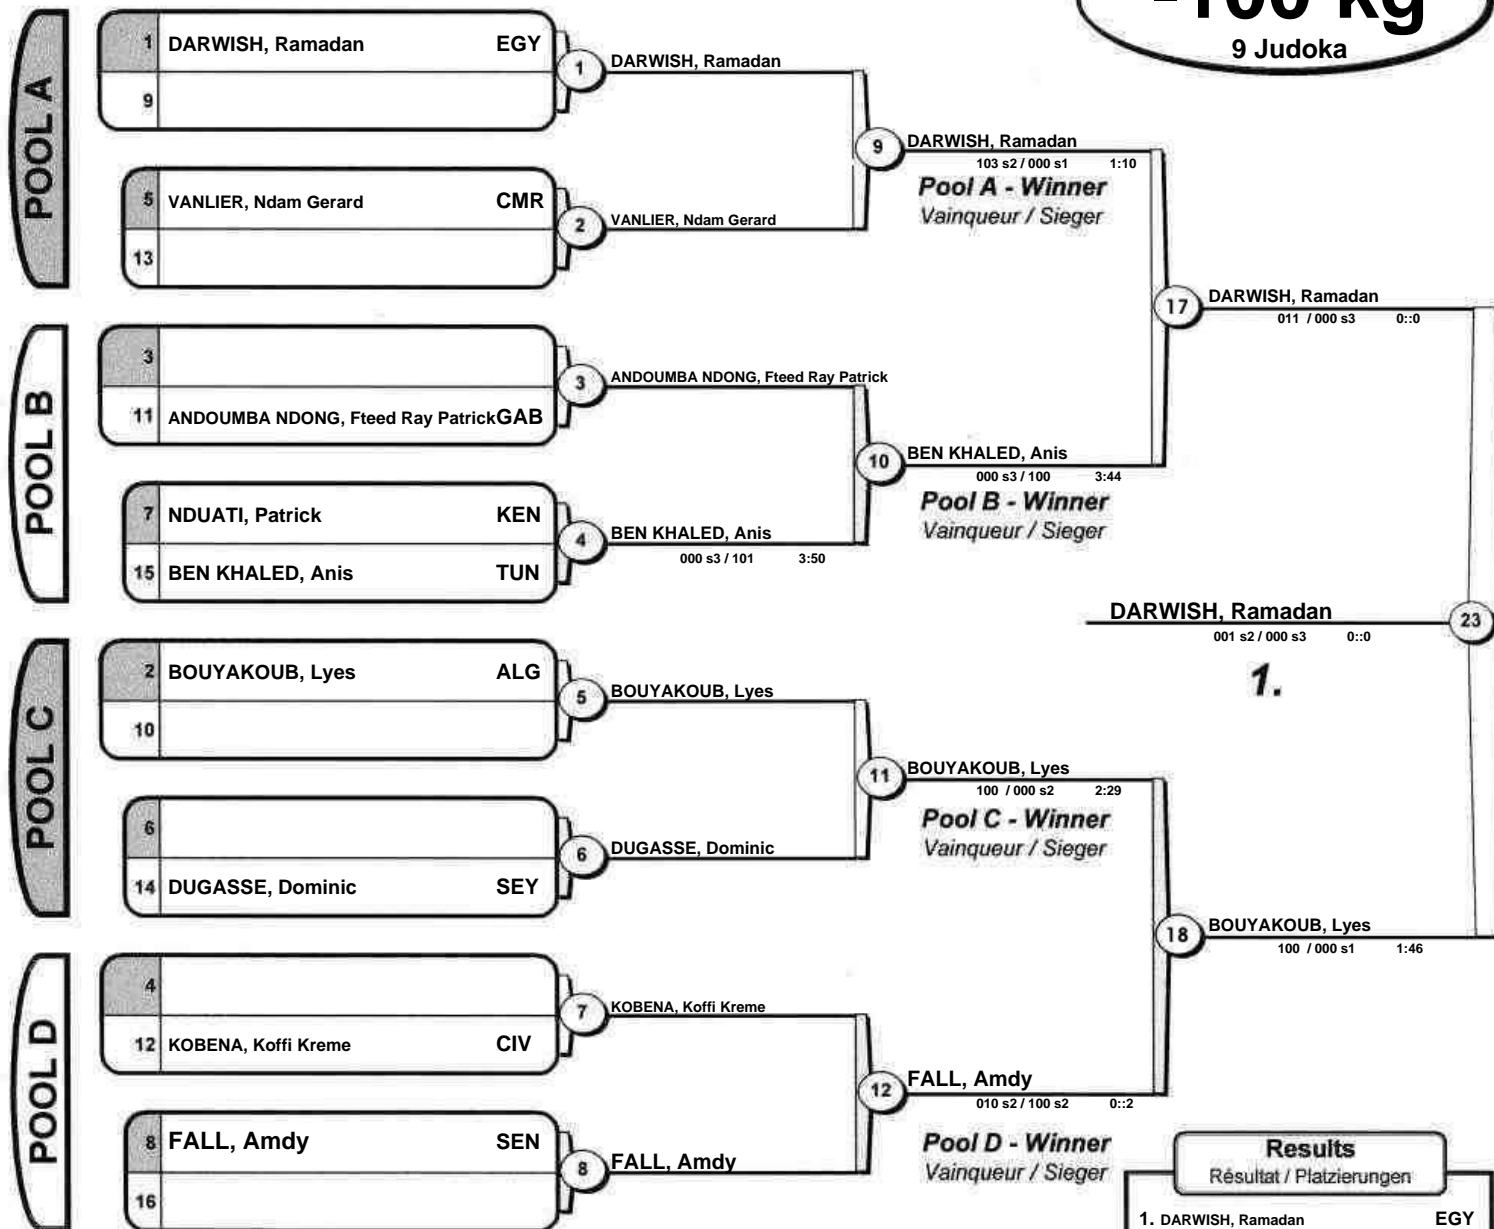 -100 kg
9 Judoka
POOL A
1 DARWISH, Ramadan EGY
9
5 VANLIER, Ndam Gerard CMR
13
1 DARWISH, Ramadan
2 VANLIER, Ndam Gerard
9 DARWISH, Ramadan
103 s2 / 000 s1 1:10
Pool A - Winner
Vainqueur / Sieger
POOL B
3
11 ANDOUMBA NDONG, Fteed Ray Patrick GAB
7 NDUATI, Patrick KEN
15 BEN KHALED, Anis TUN
3 ANDOUMBA NDONG, Fteed Ray Patrick
4 BEN KHALED, Anis
000 s3 / 101 3:50
10 BEN KHALED, Anis
000 s3 / 100 3:44
Pool B - Winner
Vainqueur / Sieger
17 DARWISH, Ramadan
011 / 000 s3 0::0
POOL C
2 BOUYAKOUB, Lyes ALG
10
6
14 DUGASSE, Dominic SEY
5 BOUYAKOUB, Lyes
6 DUGASSE, Dominic
11 BOUYAKOUB, Lyes
100 / 000 s2 2:29
Pool C - Winner
Vainqueur / Sieger
POOL D
4
12 KOBENA, Koffi Kreme CIV
8 FALL, Amdy SEN
16
7 KOBENA, Koffi Kreme
8 FALL, Amdy
12 FALL, Amdy
010 s2 / 100 s2 0::2
Pool D - Winner
Vainqueur / Sieger
18 BOUYAKOUB, Lyes
100 / 000 s1 1:46
DARWISH, Ramadan 23
001 s2 / 000 s3 0::0
1.
Results
Résultat / Platzierungen
1. DARWISH, Ramadan EGY